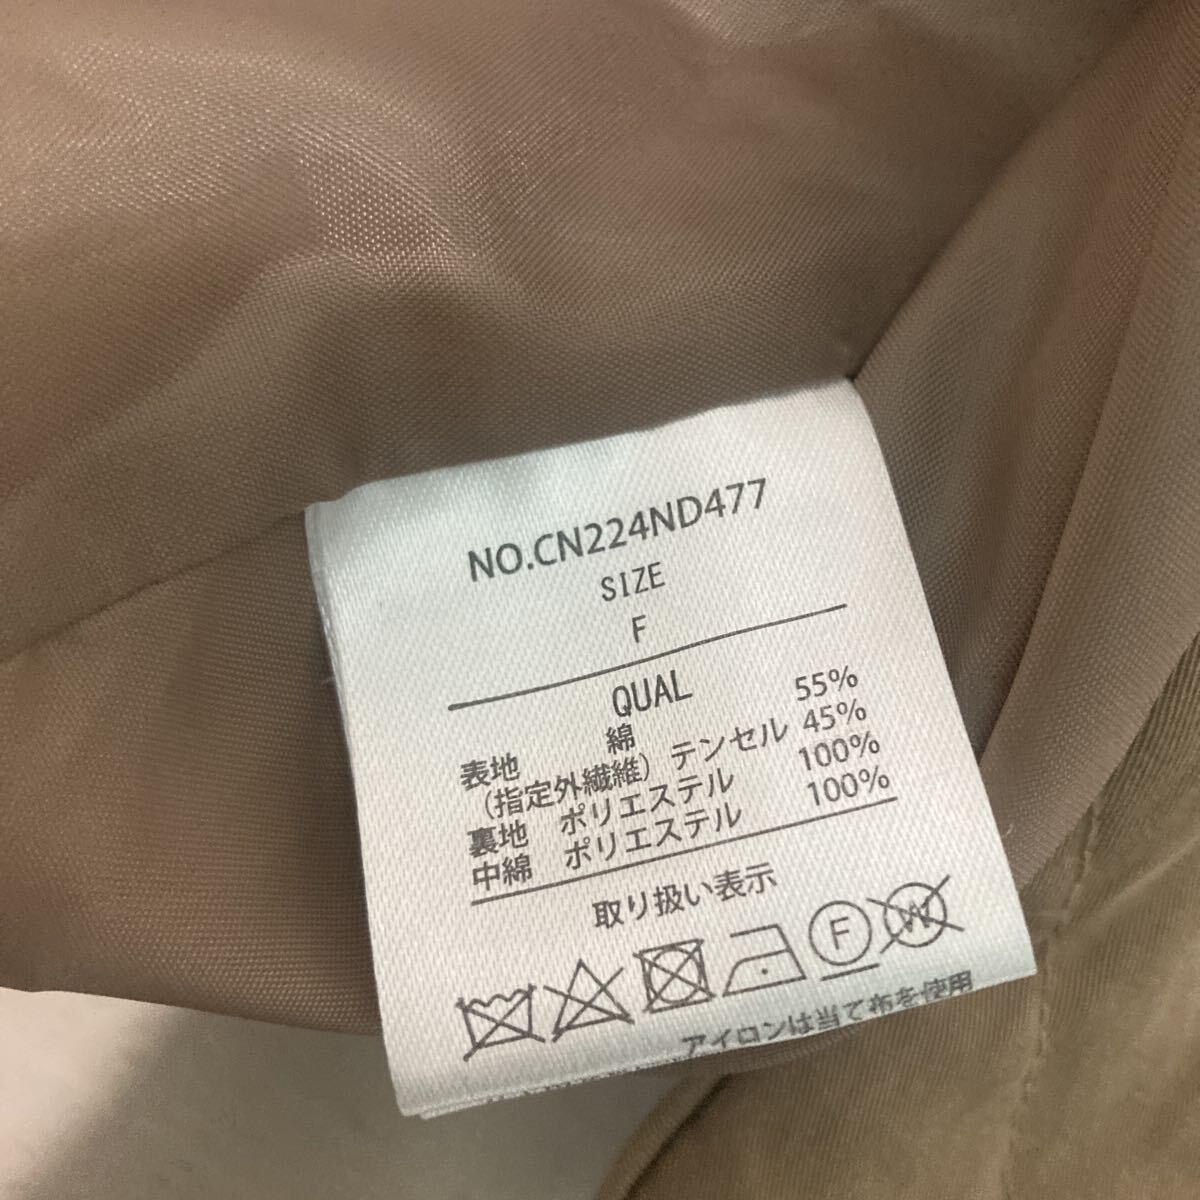 NO.CN224ND477
SIZE
F
QUAL
表地 綿 55%
(指定外繊維)テンセル 45%
裏地 ポリエステル 100%
中綿 ポリエステル 100%
取り扱い表示
F W
アイロンは当て布を使用